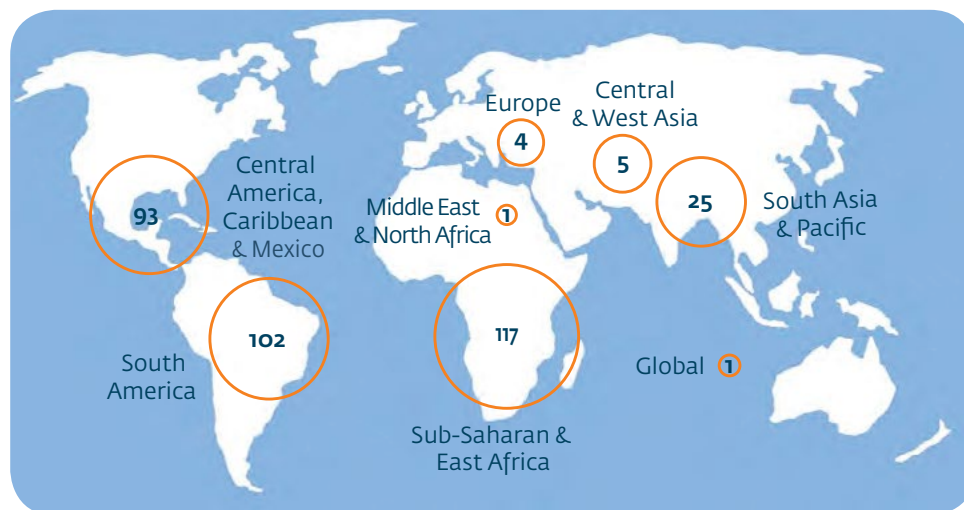 Europe
4
Central
& West Asia
5
Central
America,
Caribbean
& Mexico
93
Middle East
& North Africa
1
25
South Asia
& Pacific
102
South
America
117
Sub-Saharan &
East Africa
Global
1